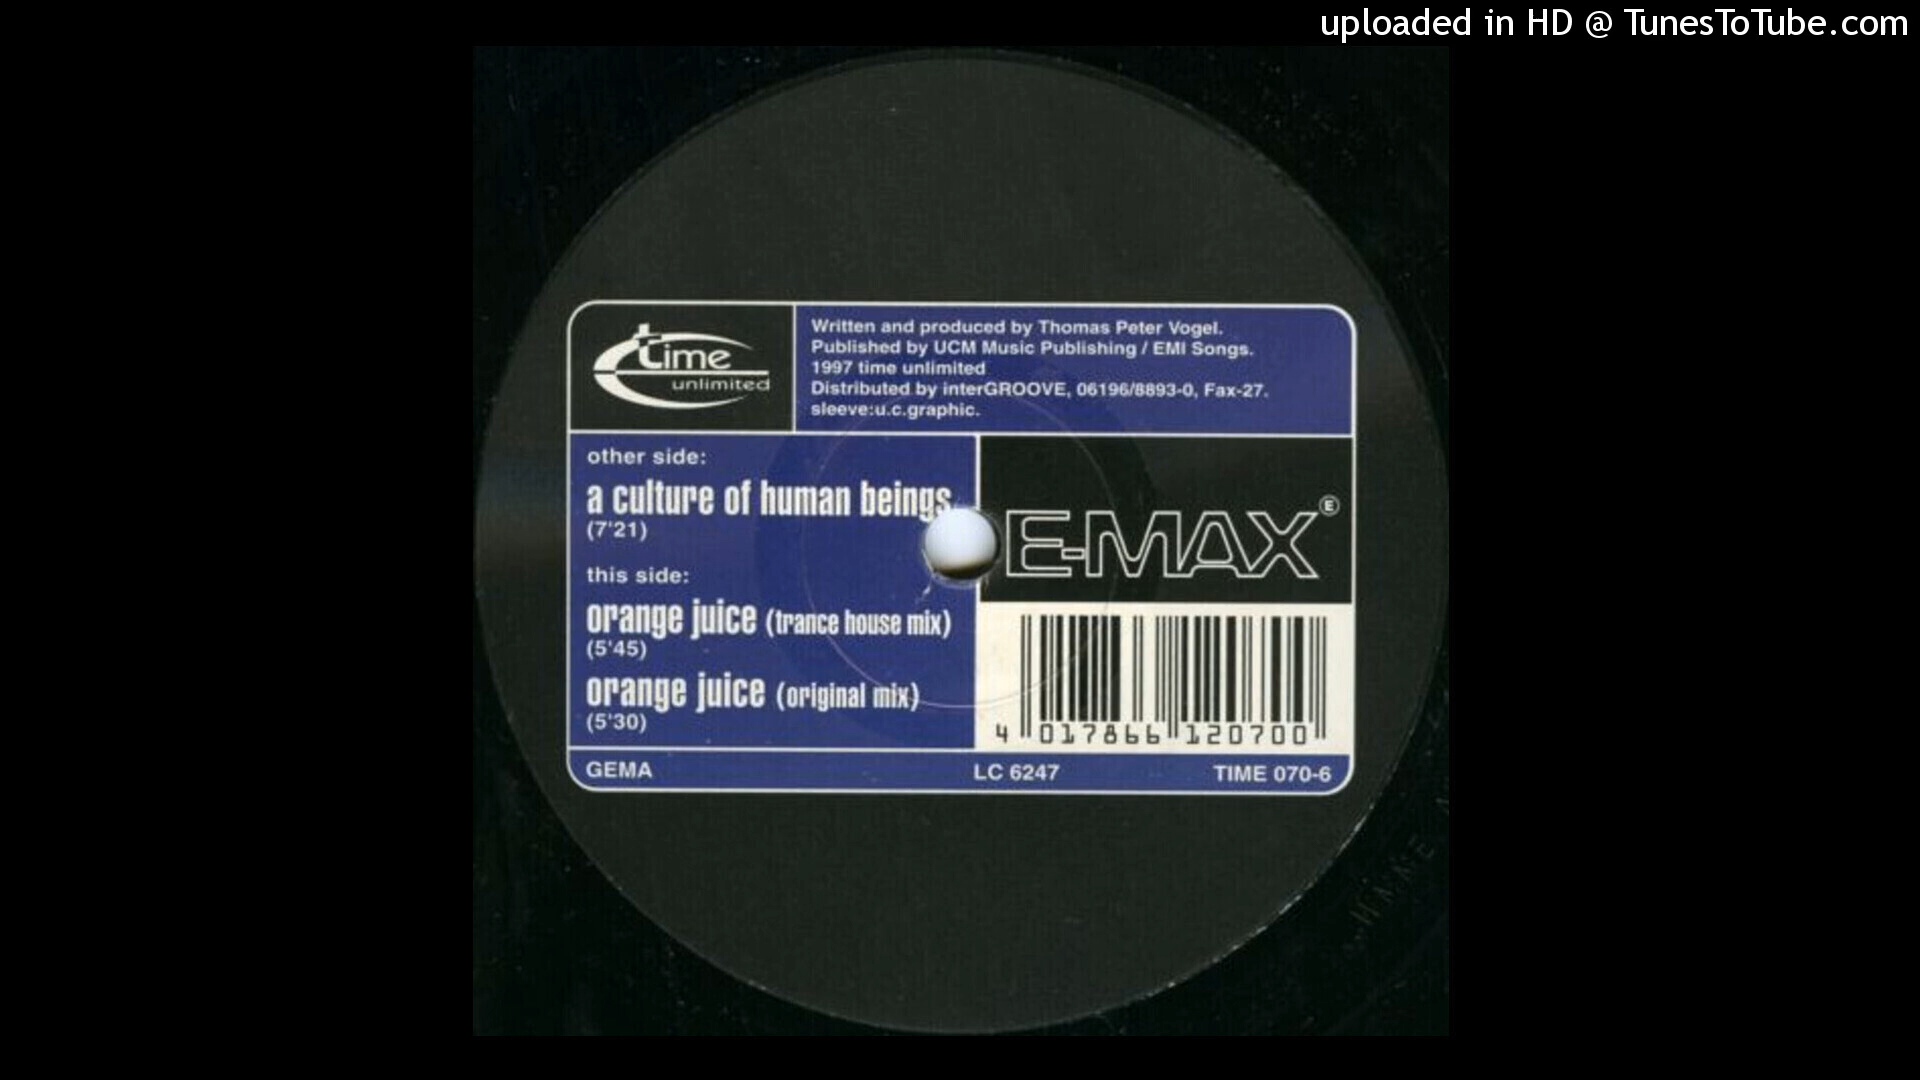 uploaded in HD @ TunesToTube.com
time
unlimited
Written and produced by Thomas Peter Vogel.
Published by UCM Music Publishing / EMI Songs.
1997 time unlimited
Distributed by interGROOVE, 06196/8893-0, Fax-27.
sleeve:u.c.graphic.
other side:
a culture of human beings
(7'21)
this side:
orange juice (trance house mix)
(5'45)
orange juice (original mix)
(5'30)
E-MAX E
4 017866 120700
GEMA LC 6247 TIME 070-6